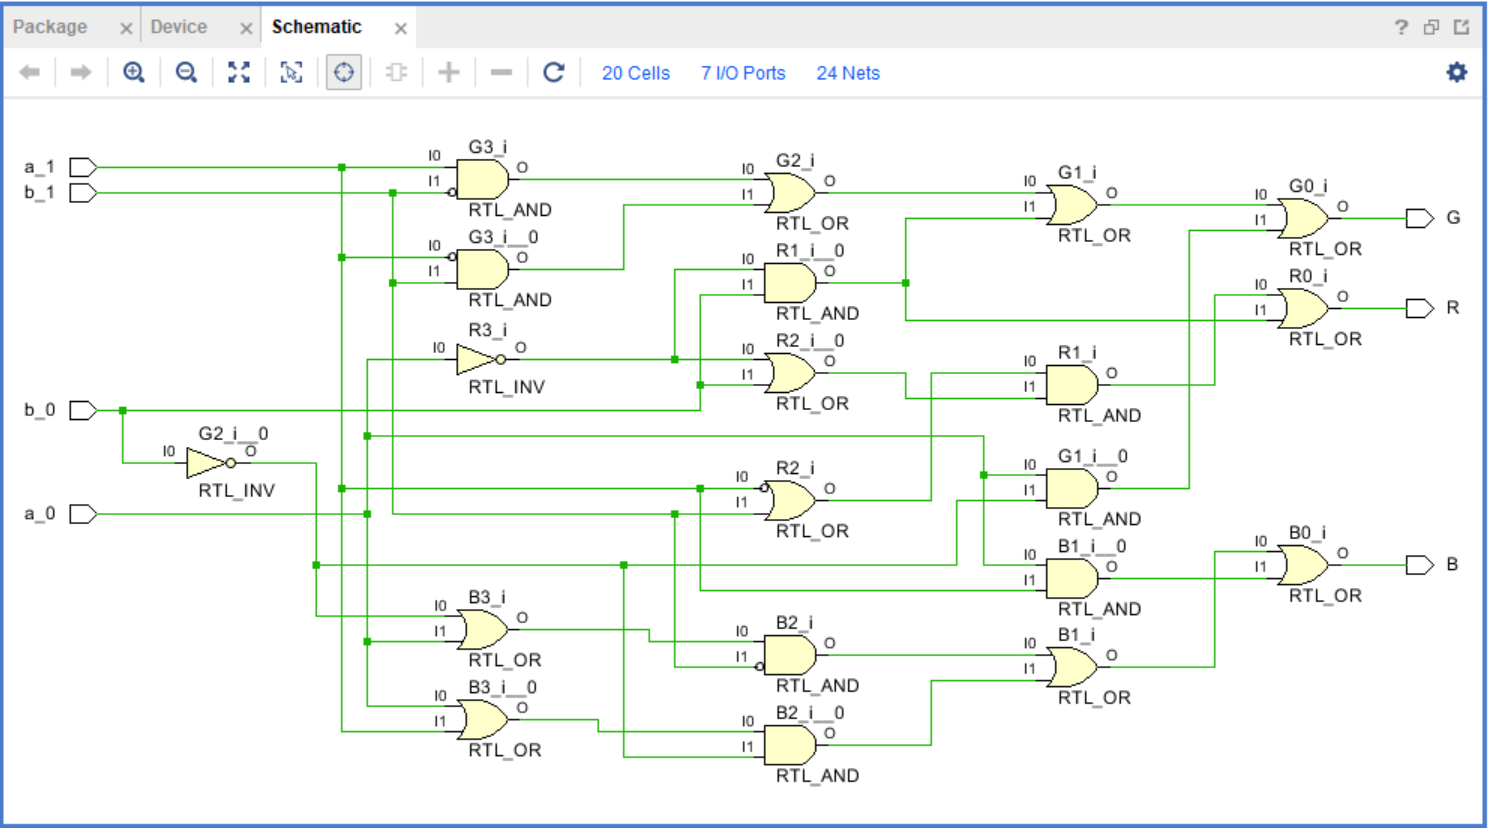 Package × Device × Schematic × ?
20 Cells 7 I/O Ports 24 Nets
a_1
b_1
b_0
a_0
G2_i__0
I0 O
RTL_INV
G3_i
I0 O
I1
RTL_AND
G3_i__0
I0 O
I1
RTL_AND
R3_i
I0 O
RTL_INV
B3_i
I0 O
I1
RTL_OR
B3_i__0
I0 O
I1
RTL_OR
G2_i
I0 O
I1
RTL_OR
R1_i__0
I0 O
I1
RTL_AND
R2_i__0
I0 O
I1
RTL_OR
R2_i
I0 O
I1
RTL_OR
B2_i
I0 O
I1
RTL_AND
B2_i__0
I0 O
I1
RTL_AND
G1_i
I0 O
I1
RTL_OR
R1_i
I0 O
I1
RTL_AND
G1_i__0
I0 O
I1
RTL_AND
B1_i__0
I0 O
I1
RTL_AND
B1_i
I0 O
I1
RTL_OR
G0_i
I0 O
I1
RTL_OR
R0_i
I0 O
I1
RTL_OR
B0_i
I0 O
I1
RTL_OR
G
R
B